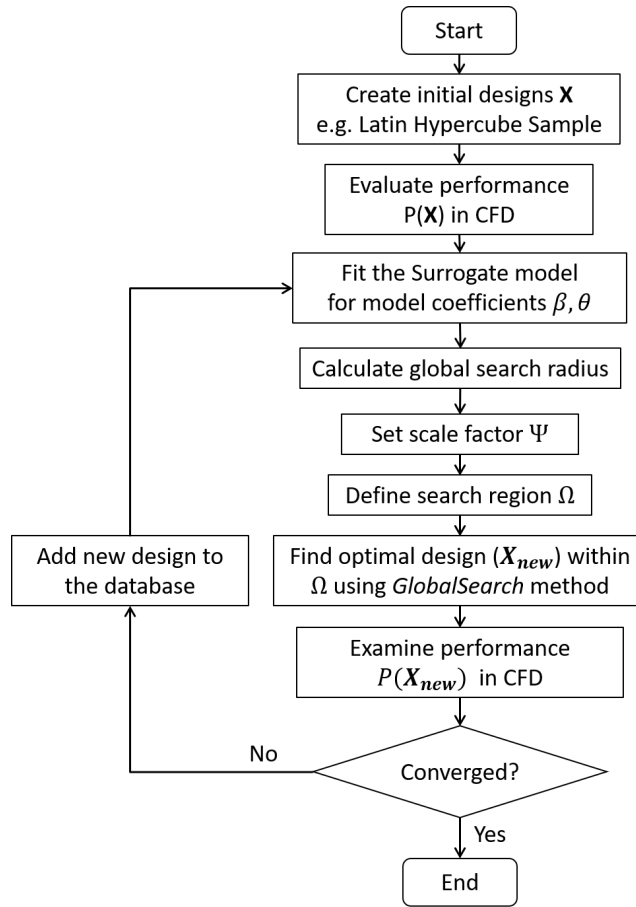 Start
Create initial designs X
e.g. Latin Hypercube Sample
Evaluate performance
P(X) in CFD
Fit the Surrogate model
for model coefficients β, θ
Calculate global search radius
Set scale factor Ψ
Define search region Ω
Find optimal design (X_new) within
Ω using GlobalSearch method
Add new design to
the database
Examine performance
P(X_new) in CFD
Converged?
No
Yes
End